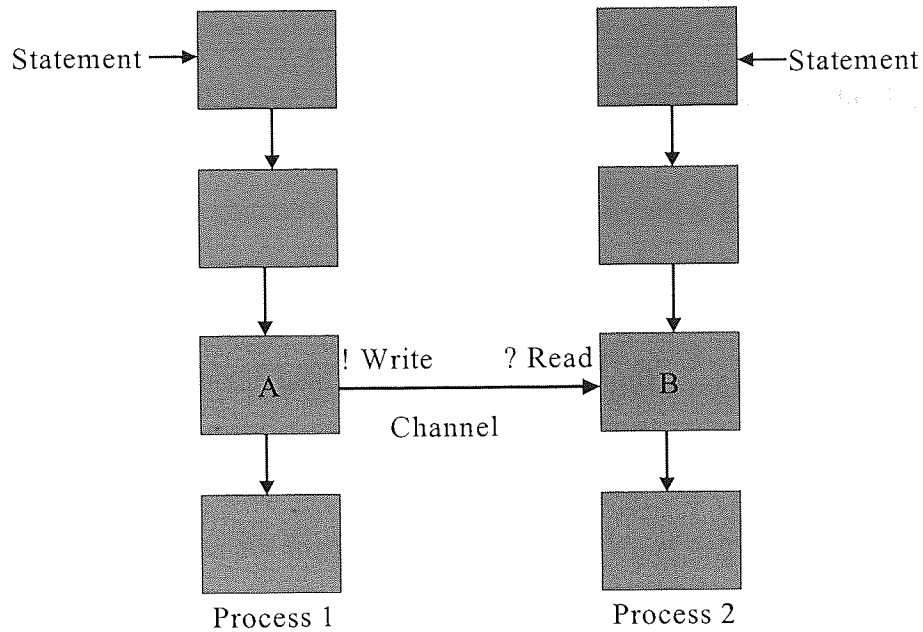 Statement
Statement
! Write ? Read
A
B
Channel
Process 1
Process 2